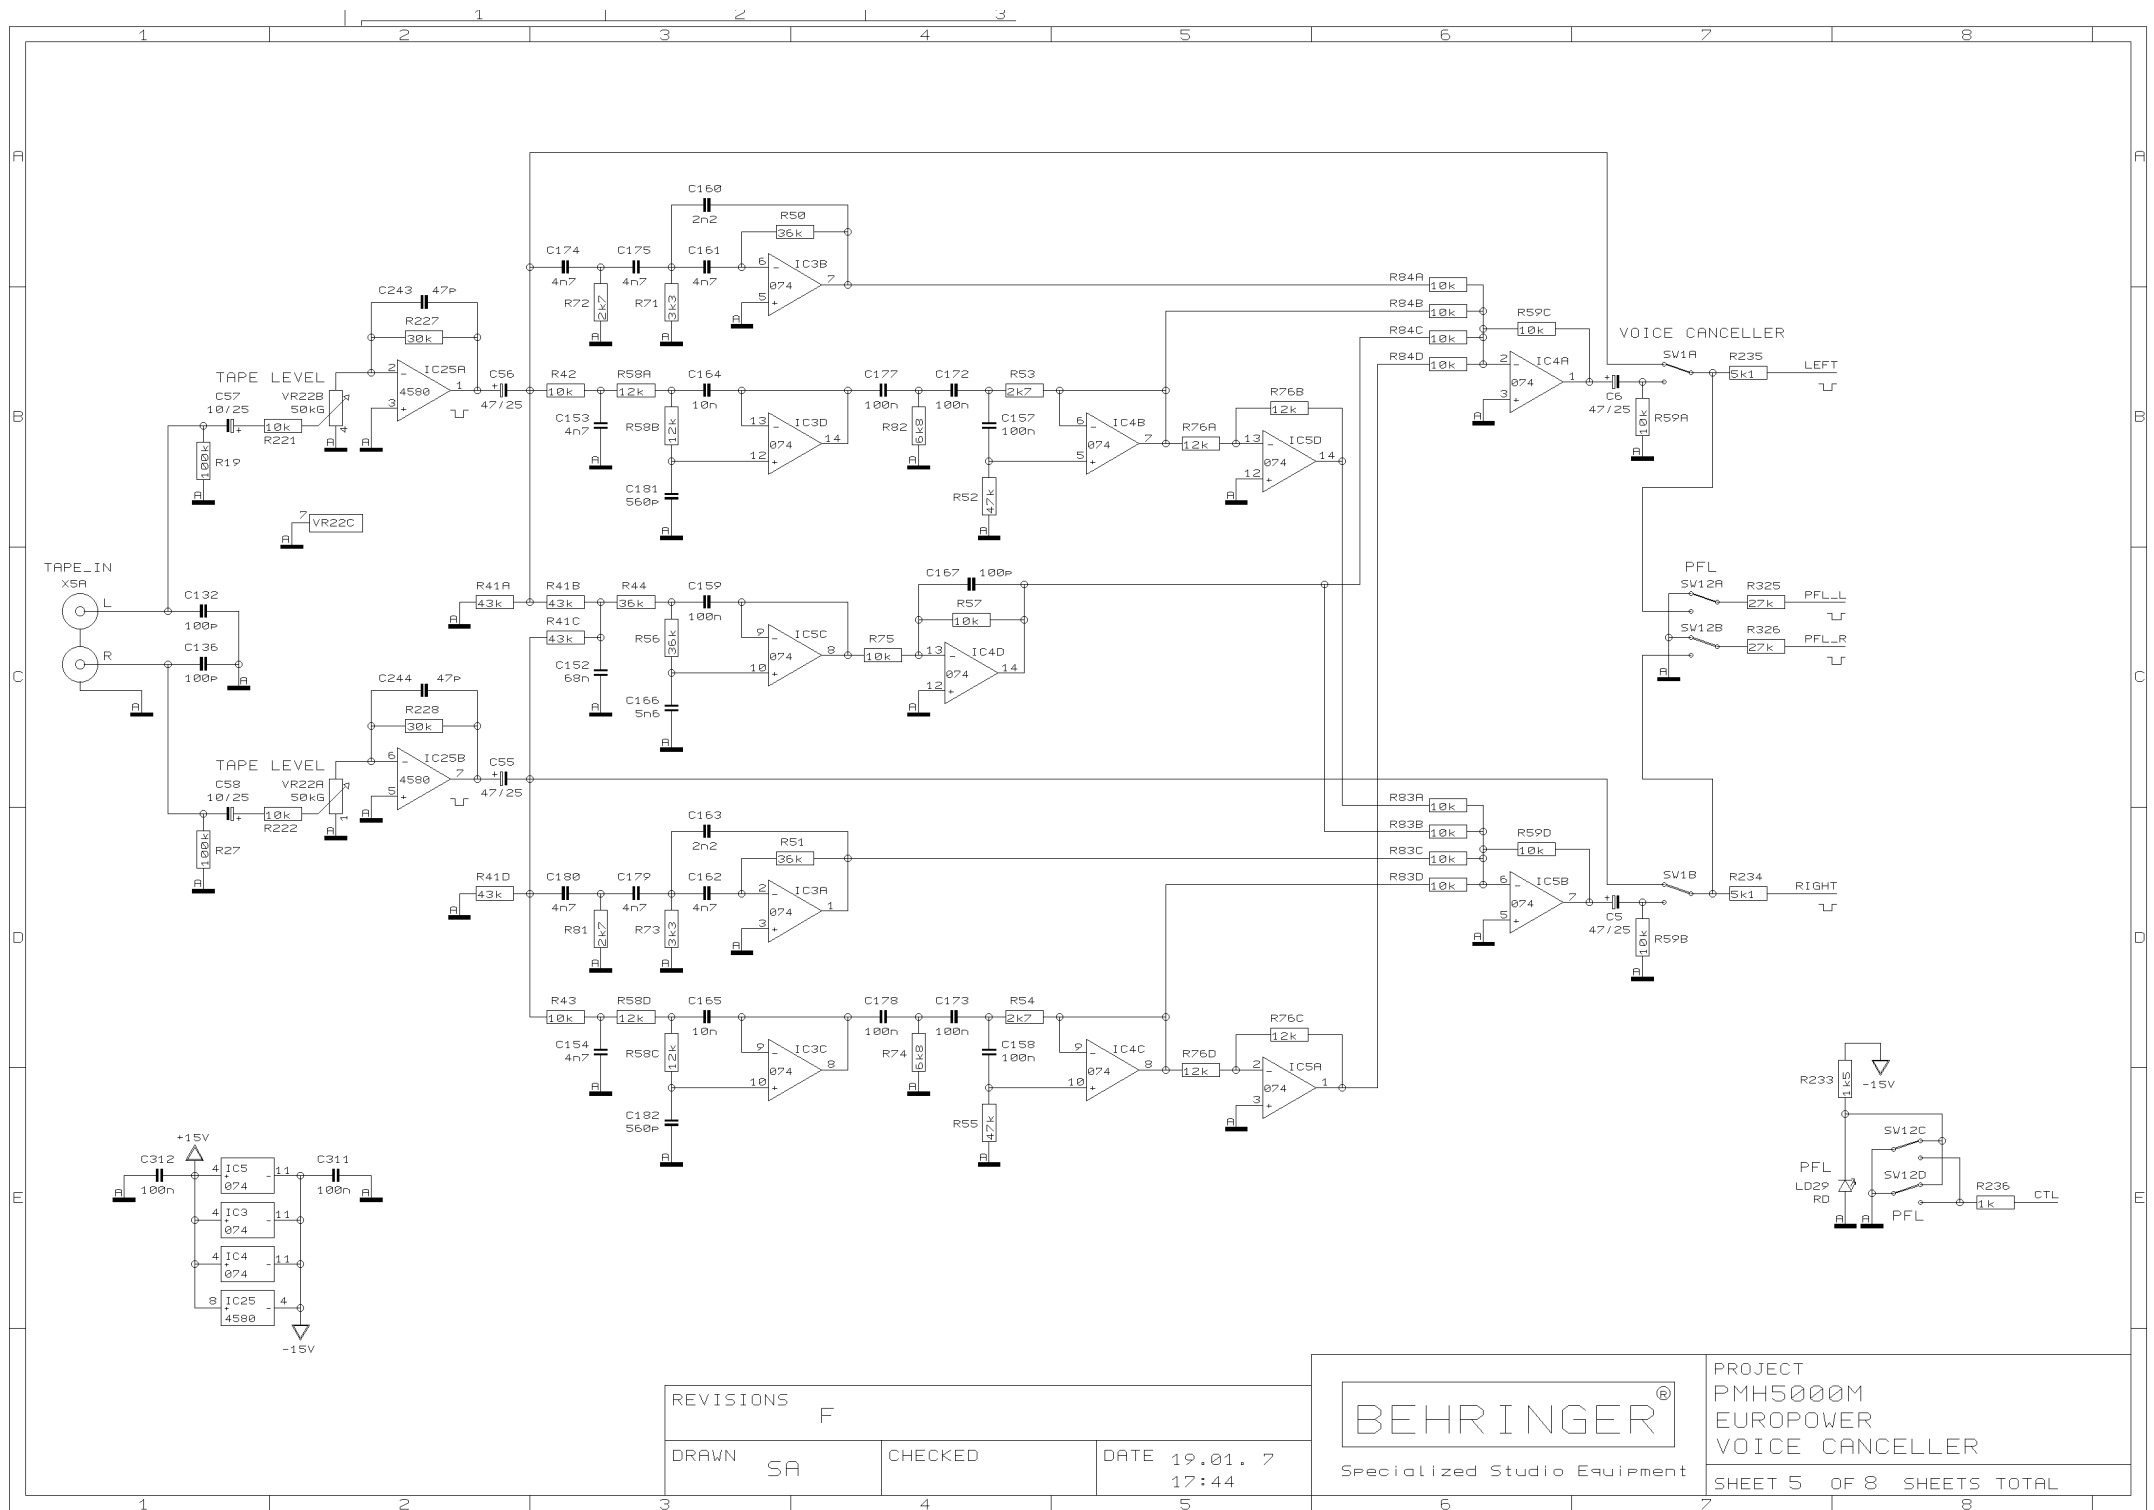 1 2 3
1 2 3 4 5 6 7 8
A A
C160
2n2
R50
36k
C174 C175 C161
4n7 4n7 4n7
R72 2k7
R71 3k3
6 - IC3B
074 7
5 +
A A A
B B
C243 47p
R227
30k
2 - IC25A
4580 1
3 +
TAPE LEVEL
VR22B
50kG
4
C57
10/25
10k
R221
R19 100k
A A A
C56
47/25
R42 R58A C164
10k 12k 10n
C153
4n7
R58B 12k
13 - IC3D
074 14
12 +
C181
560p
A A
C177 C172 R53
100n 100n 2k7
R82 6k8
C157
100n
6 - IC4B
074 7
5 +
R52 47k
A A
R76A
12k
R76B
12k
13 - IC5D
074 14
12 +
A
R84A 10k
R84B 10k
R84C 10k
R84D 10k
R59C
10k
2 - IC4A
074 1
3 +
A
C6
47/25
R59A 10k
A
VOICE CANCELLER
SW1A
R235
5k1
LEFT
7 VR22C
A
C C
TAPE_IN
X5A
L
R
C132
100p
C136
100p
A A
R41A R41B R44 C159
43k 43k 36k 100n
R41C
43k
A
C152
68n
R56 36k
9 - IC5C
074 8
10 +
C166
5n6
A A
R75
10k
C167 100p
R57
10k
13 - IC4D
074 14
12 +
A
PFL
SW12A
R325
27k
PFL_L
SW12B
R326
27k
PFL_R
A
C244 47p
R228
30k
6 - IC25B
4580 7
5 +
TAPE LEVEL
VR22A
50kG
1
C58
10/25
10k
R222
R27 100k
A A A
C55
47/25
D D
C163
2n2
R51
36k
R41D C180 C179 C162
43k 4n7 4n7 4n7
R81 2k7
R73 3k3
2 - IC3A
074 1
3 +
A A A A
R83A 10k
R83B 10k
R83C 10k
R83D 10k
R59D
10k
6 - IC5B
074 7
5 +
A
C5
47/25
R59B 10k
A
SW1B
R234
5k1
RIGHT
R43 R58D C165
10k 12k 10n
C154
4n7
R58C 12k
9 - IC3C
074 8
10 +
C182
560p
A A
C178 C173 R54
100n 100n 2k7
R74 6k8
C158
100n
9 - IC4C
074 8
10 +
R55 47k
A A
R76D
12k
R76C
12k
2 - IC5A
074 1
3 +
A
E E
+15V
C312
100n
4 IC5 11
+ -
074
C311
100n
A A
4 IC3 11
+ -
074
4 IC4 11
+ -
074
8 IC25 4
+ -
4580
-15V
R233 1k5
-15V
SW12C
PFL
LD29
RD
SW12D
PFL
R236
1k
CTL
A A
REVISIONS
F
DRAWN SA
CHECKED
DATE 19.01. 7
17:44
BEHRINGER®
Specialized Studio Equipment
PROJECT
PMH5000M
EUROPOWER
VOICE CANCELLER
SHEET 5 OF 8 SHEETS TOTAL
1 2 3 4 5 6 7 8